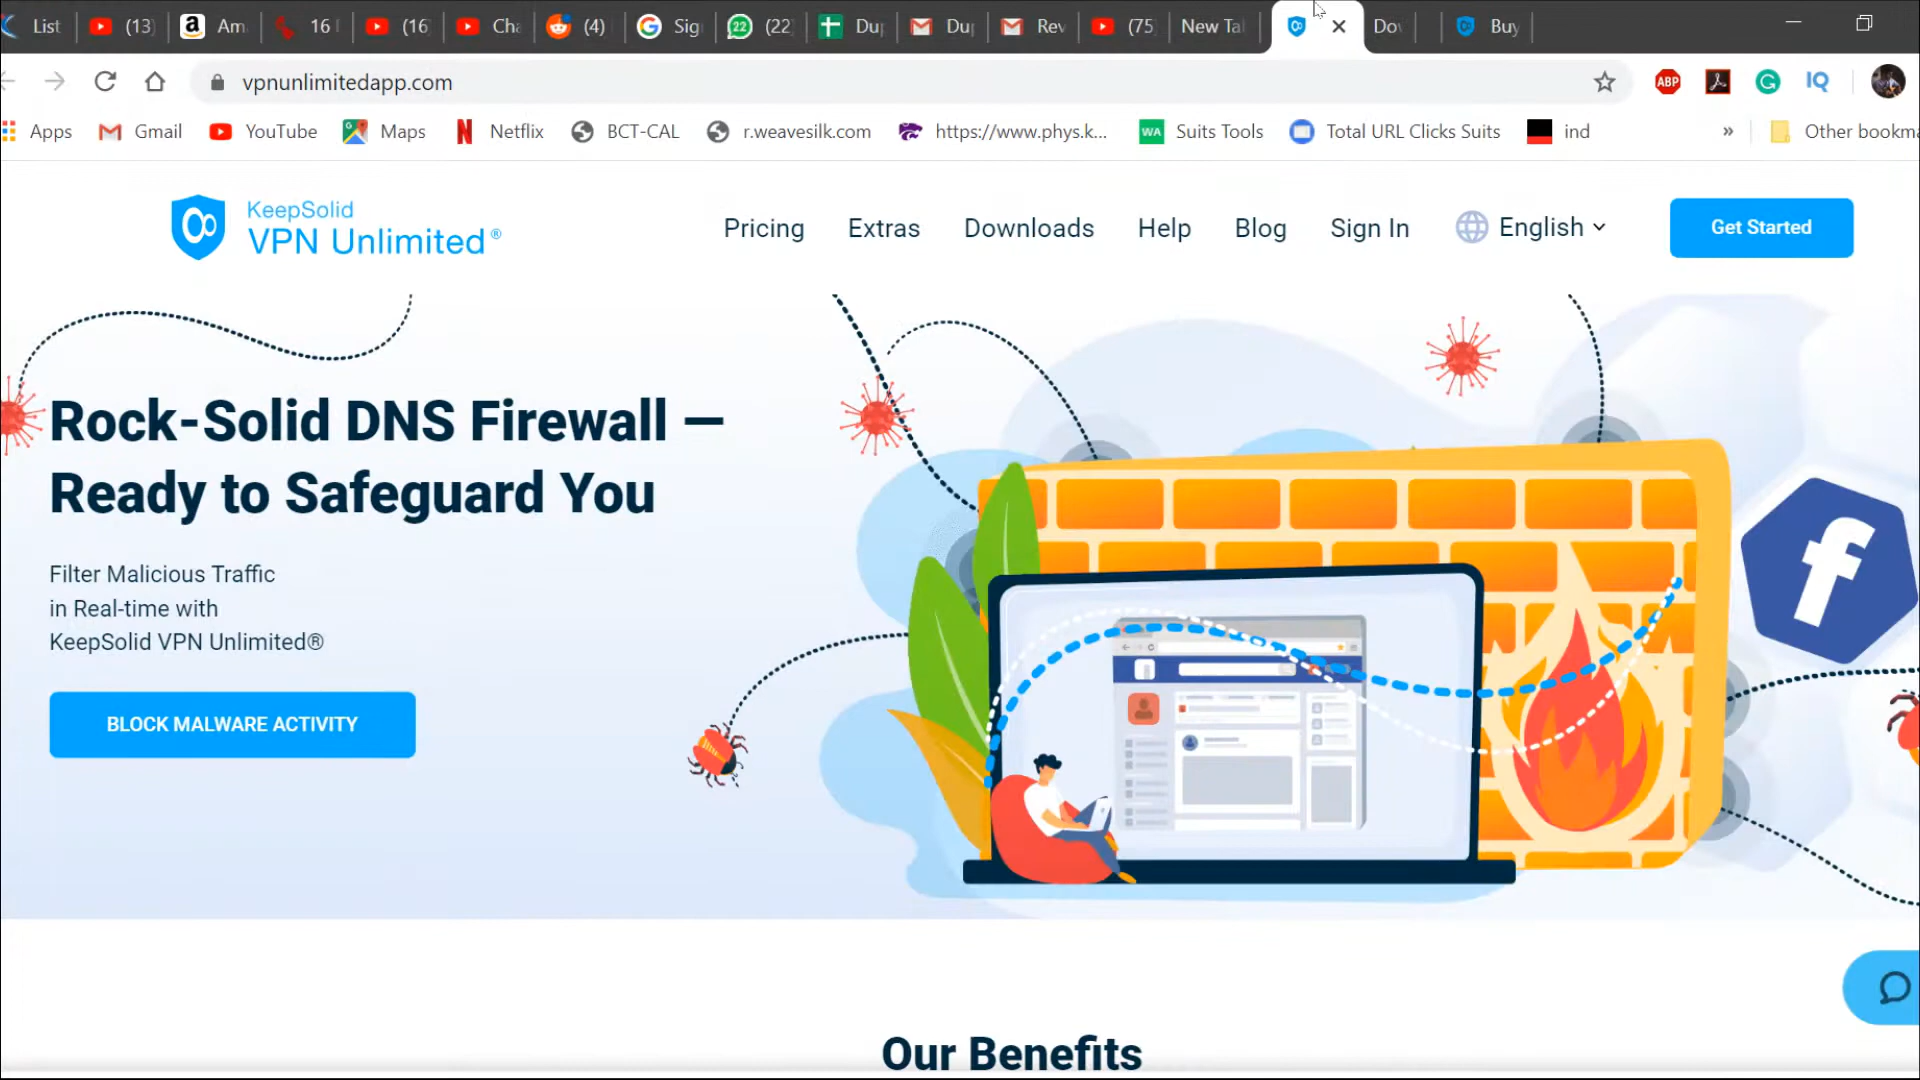 List
(13)
Am
16
(16
Cha
(4)
Sig
22
(22
Du
Du
Rev
(75
New Ta
Do
Buy
vpnunlimitedapp.com
ABP
IQ
Apps
Gmail
YouTube
Maps
Netflix
BCT-CAL
r.weavesilk.com
https://www.phys.k...
WA
Suits Tools
Total URL Clicks Suits
ind
»
Other bookma
KeepSolid
VPN Unlimited®
Pricing
Extras
Downloads
Help
Blog
Sign In
English
Get Started
Rock-Solid DNS Firewall —
Ready to Safeguard You
Filter Malicious Traffic
in Real-time with
KeepSolid VPN Unlimited®
BLOCK MALWARE ACTIVITY
f
Our Benefits